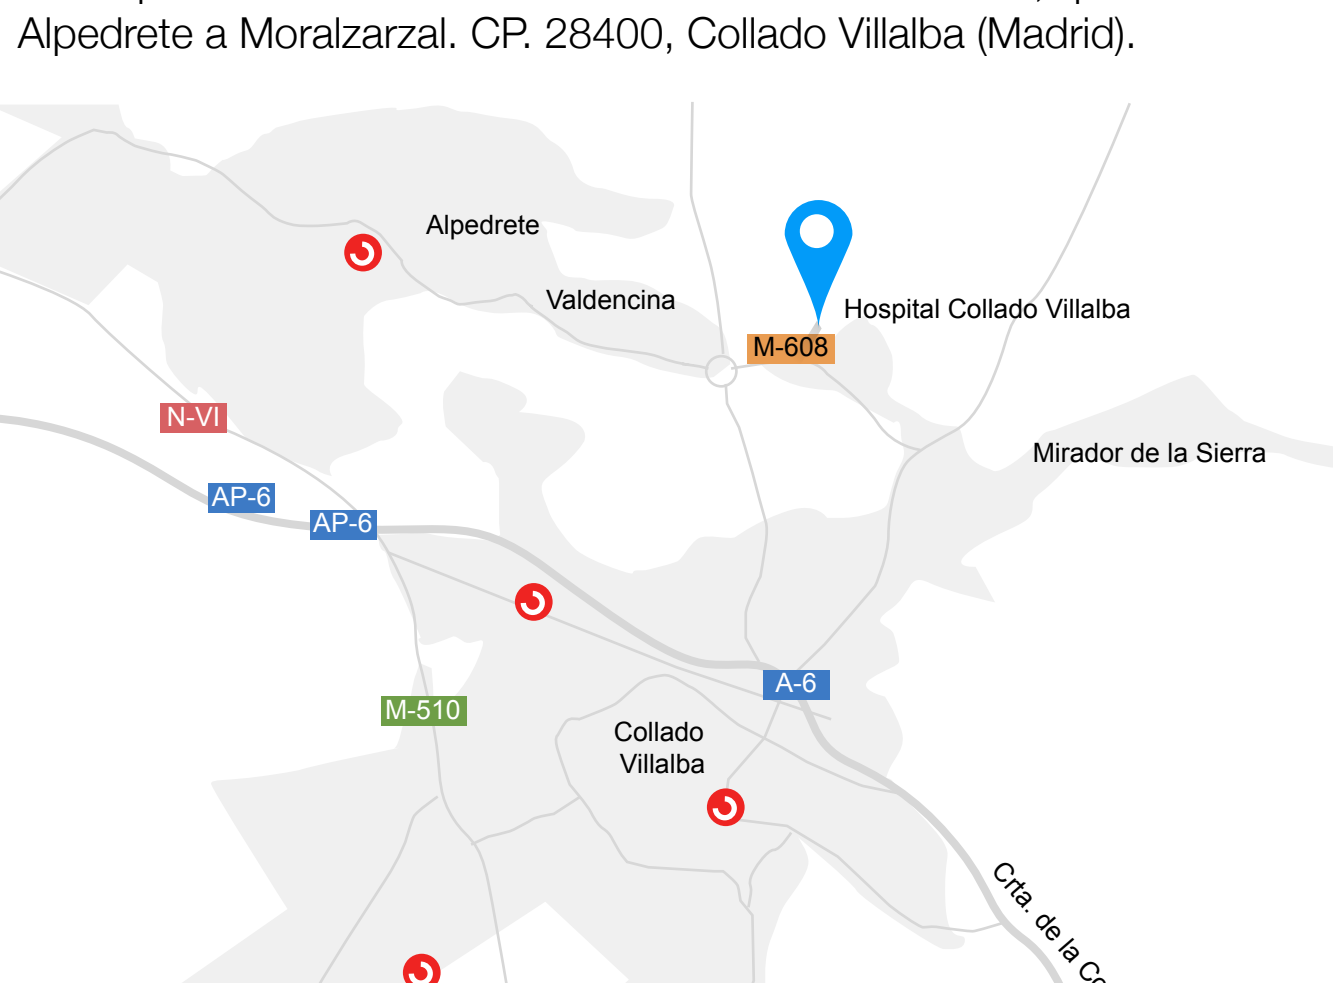 Alpedrete a Moralzarzal. CP. 28400, Collado Villalba (Madrid).
Alpedrete
Valdencina
Hospital Collado Villalba
M-608
N-VI
Mirador de la Sierra
AP-6
AP-6
A-6
M-510
Collado
Villalba
Crta. de la Co